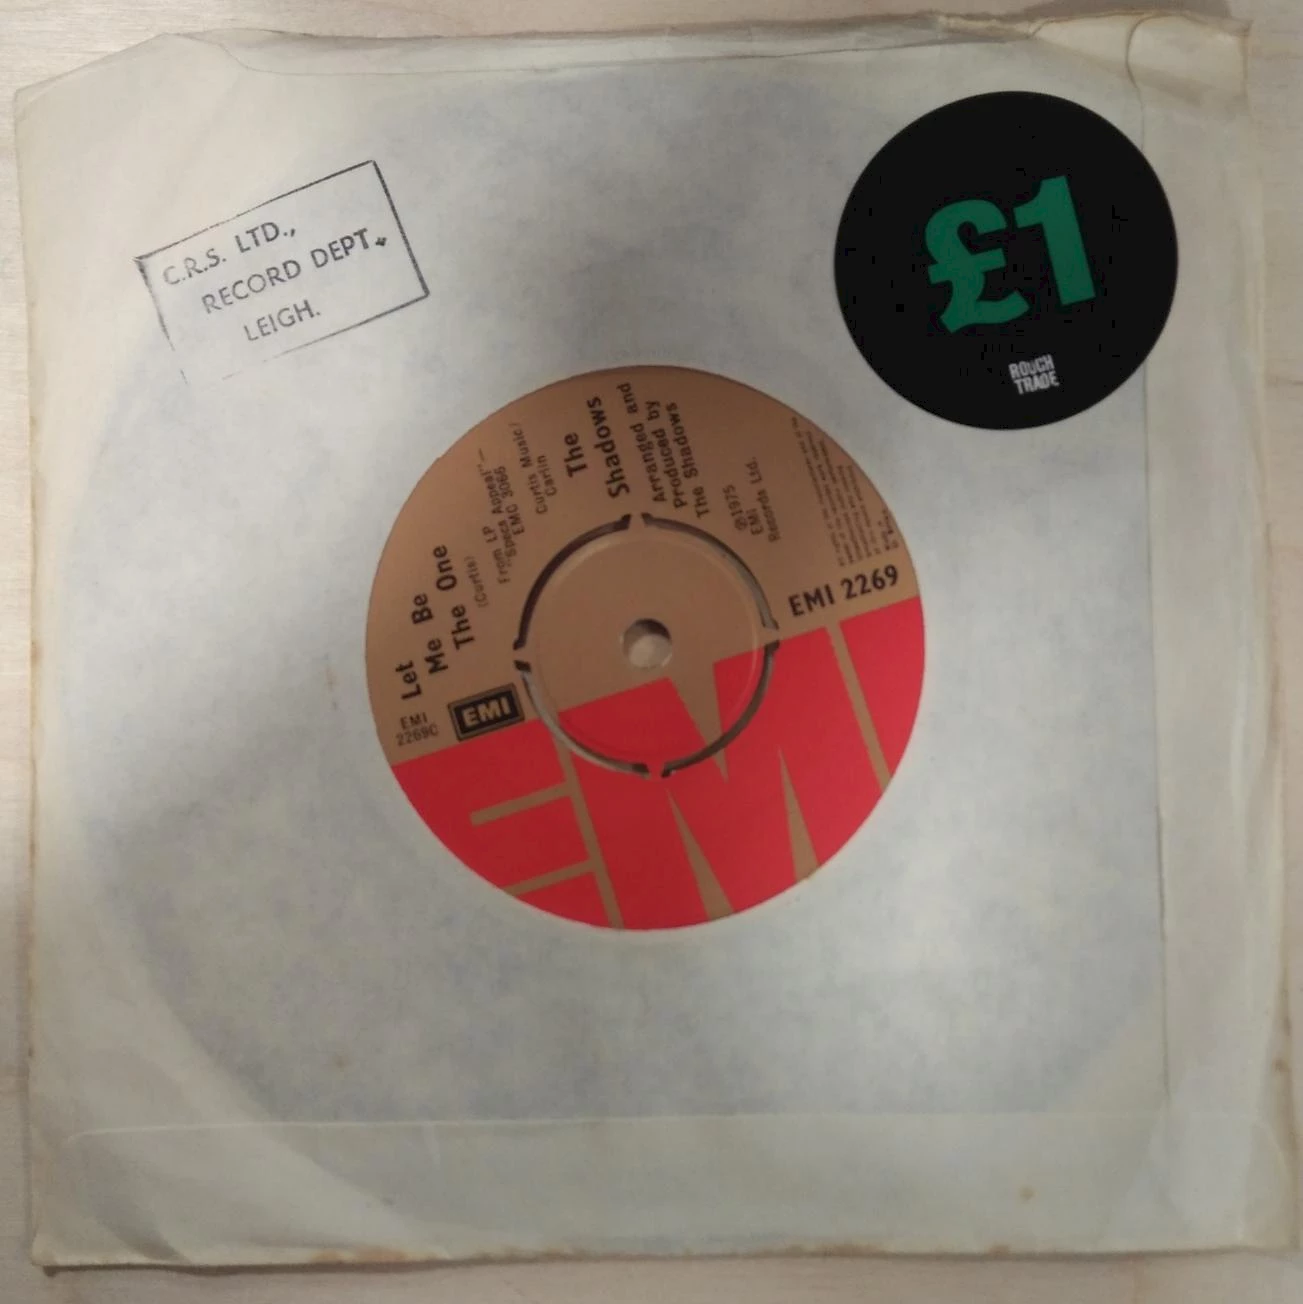 C.R.S. LTD.,
RECORD DEPT.
LEIGH.
£1
ROUGH
TRADE
EMI
2269C
Let
Me Be
The One
(Curtis)
From LP
EMC 3066
Curtis Music/
Carlin
The
Shadows
Arranged and
Produced by
The Shadows
℗1975
EMI
Records Ltd.
EMI 2269
EMI
EMI